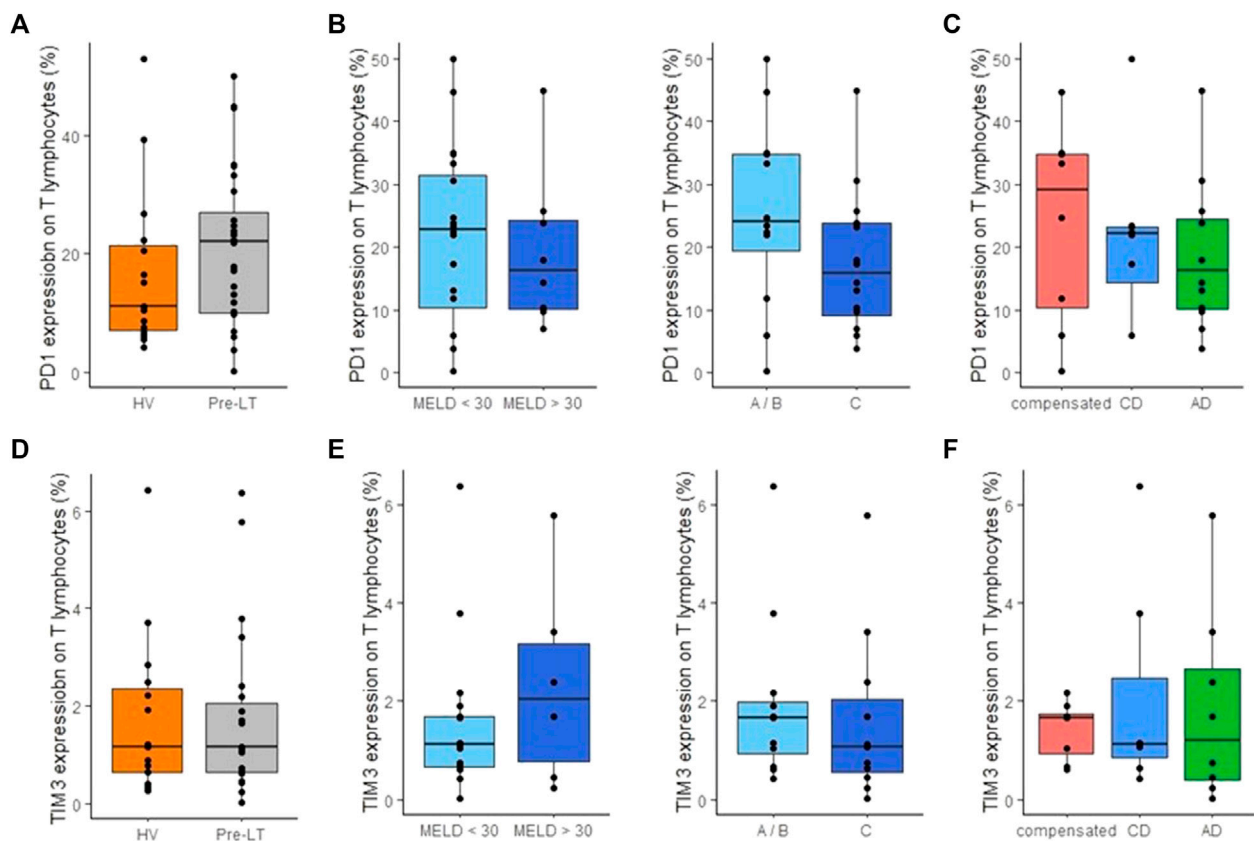 A
PD1 expressiobn on T lymphocytes (%)
40
20
0
HV Pre-LT
B
PD1 expression on T lymphocytes (%)
50
40
30
20
10
0
MELD < 30 MELD > 30
PD1 expression on T lymphocytes (%)
50
40
30
20
10
0
A / B C
C
PD1 expression on T lymphocytes (%)
50
40
30
20
10
0
compensated CD AD
D
TIM3 expressiobn on T lymphocytes (%)
6
4
2
0
HV Pre-LT
E
TIM3 expression on T lymphocytes (%)
6
4
2
0
MELD < 30 MELD > 30
TIM3 expression on T lymphocytes (%)
6
4
2
0
A / B C
F
TIM3 expression on T lymphocytes (%)
6
4
2
0
compensated CD AD